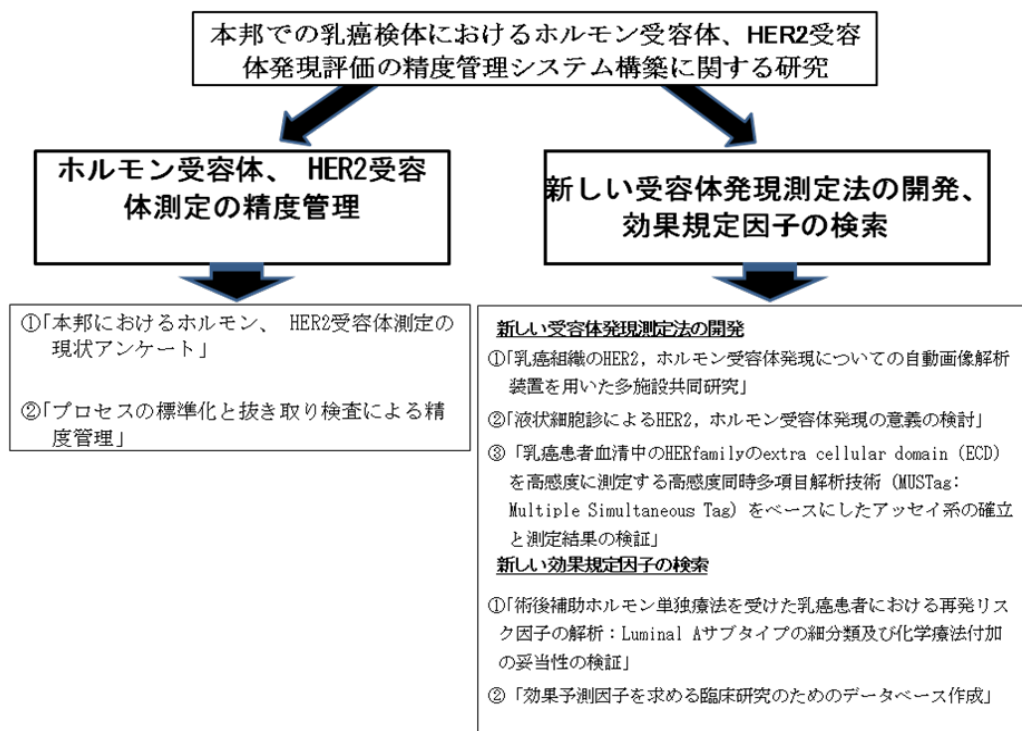 本邦での乳癌検体におけるホルモン受容体、HER2受容
体発現評価の精度管理システム構築に関する研究
ホルモン受容体、 HER2受容
体測定の精度管理
①「本邦におけるホルモン、 HER2受容体測定の
現状アンケート」
②「プロセスの標準化と抜き取り検査による精
度管理」
新しい受容体発現測定法の開発、
効果規定因子の検索
新しい受容体発現測定法の開発
①「乳癌組織のHER2，ホルモン受容体発現についての自動画像解析
装置を用いた多施設共同研究」
②「液状細胞診によるHER2，ホルモン受容体発現の意義の検討」
③ 「乳癌患者血清中のHERfamilyのextra cellular domain (ECD)
を高感度に測定する高感度同時多項目解析技術 (MUSTag:
Multiple Simultaneous Tag) をベースにしたアッセイ系の確立
と測定結果の検証」
新しい効果規定因子の検索
①「術後補助ホルモン単独療法を受けた乳癌患者における再発リス
ク因子の解析：Luminal Aサブタイプの細分類及び化学療法付加
の妥当性の検証」
② 「効果予測因子を求める臨床研究のためのデータベース作成」